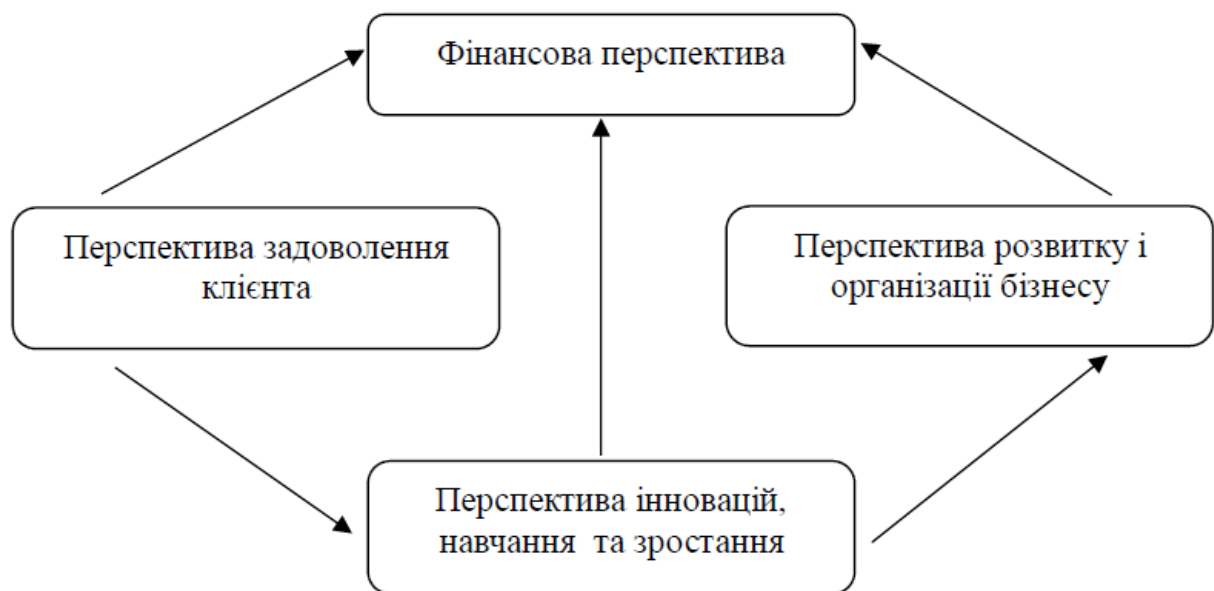 Фінансова перспектива
Перспектива задоволення
клієнта
Перспектива розвитку і
організації бізнесу
Перспектива інновацій,
навчання та зростання